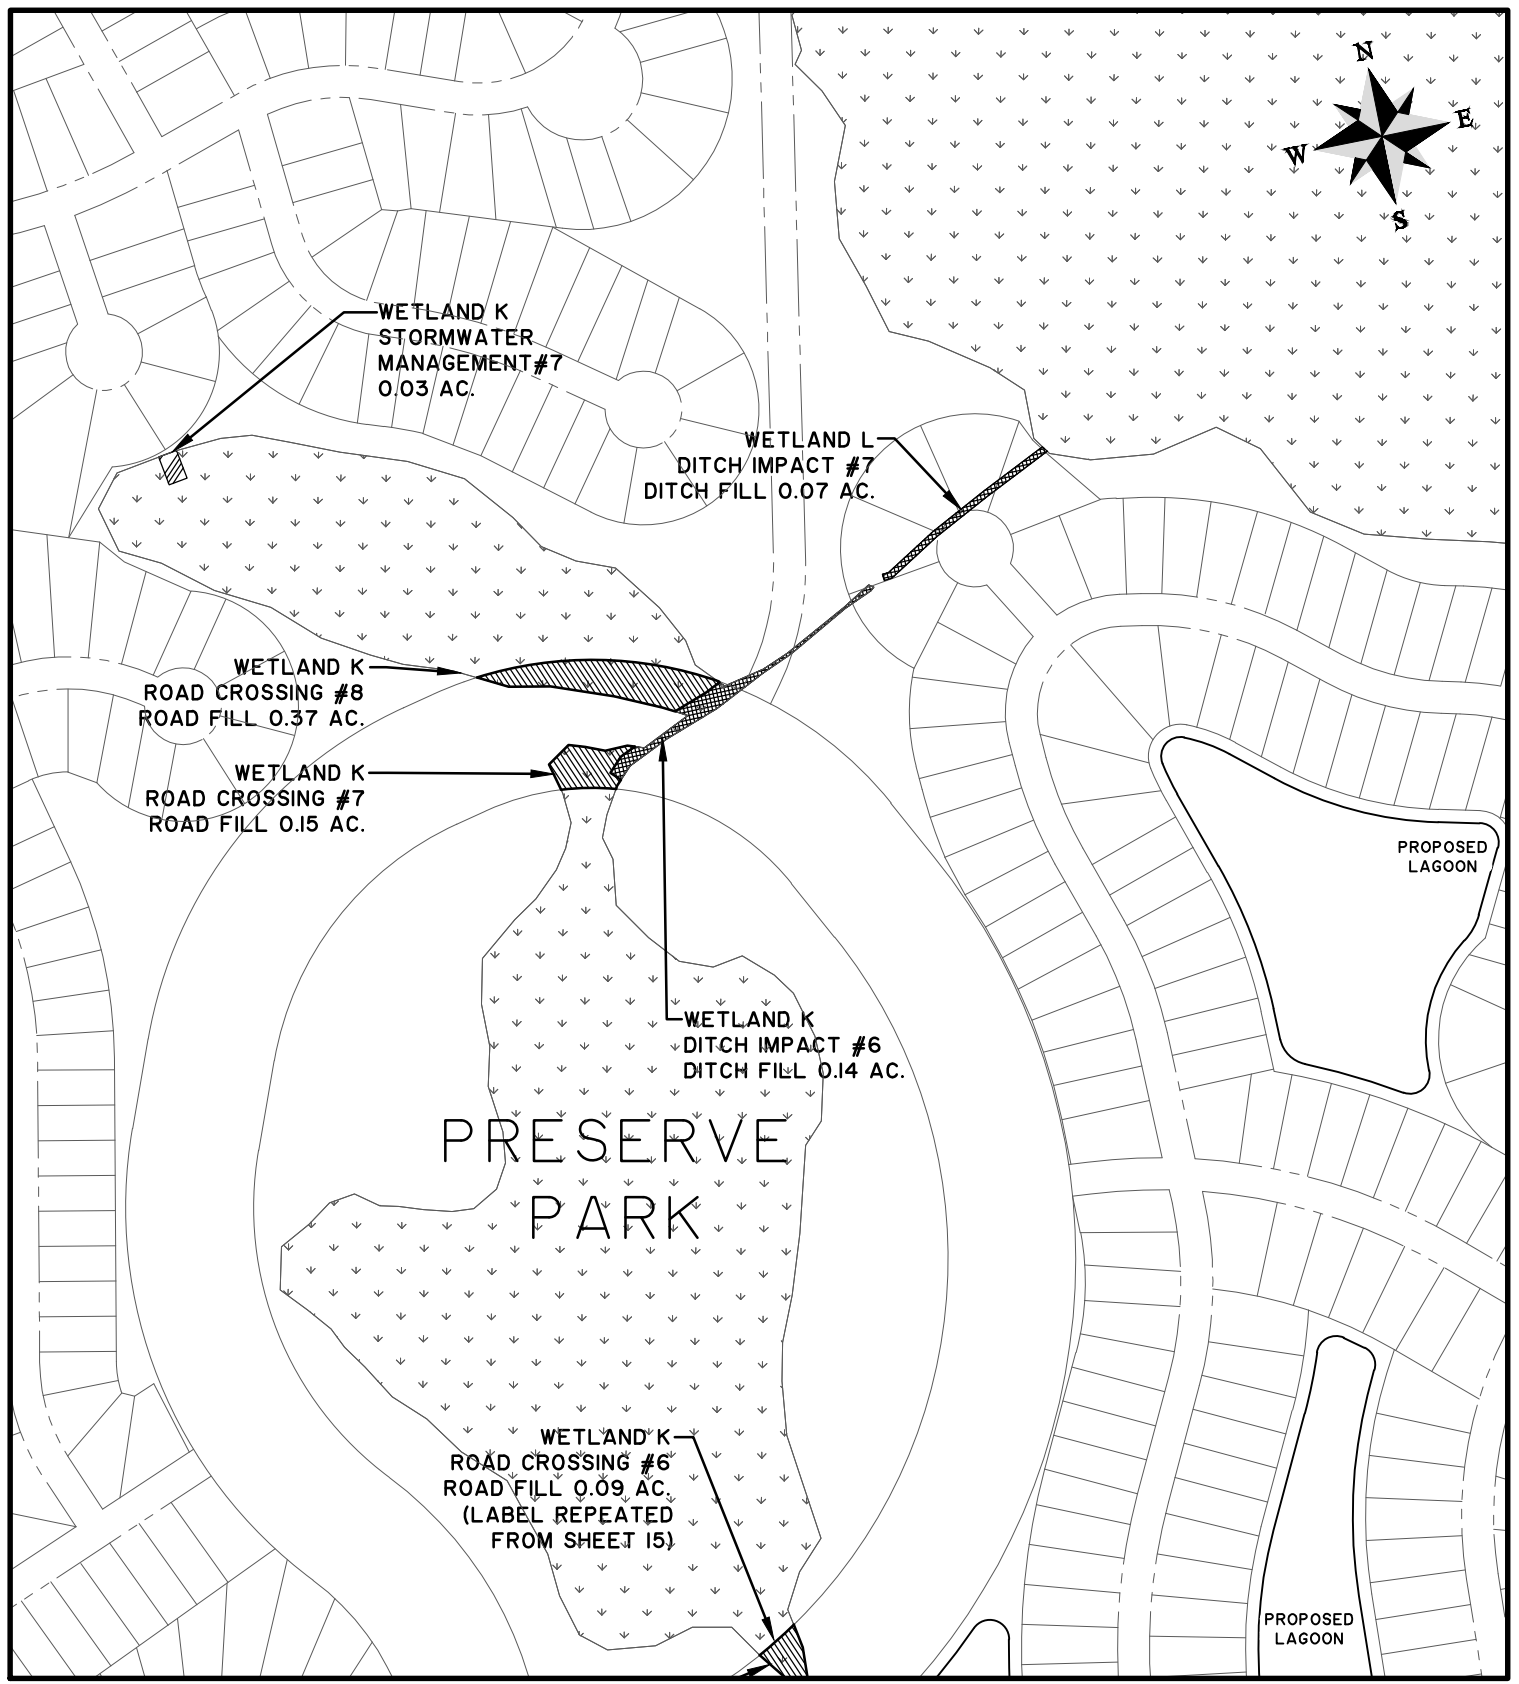 N
E
W
S
WETLAND K
STORMWATER
MANAGEMENT#7
0.03 AC.
WETLAND L
DITCH IMPACT #7
DITCH FILL 0.07 AC.
WETLAND K
ROAD CROSSING #8
ROAD FILL 0.37 AC.
WETLAND K
ROAD CROSSING #7
ROAD FILL 0.15 AC.
PROPOSED
LAGOON
WETLAND K
DITCH IMPACT #6
DITCH FILL 0.14 AC.
PRESERVE
PARK
WETLAND K
ROAD CROSSING #6
ROAD FILL 0.09 AC.
(LABEL REPEATED
FROM SHEET 15)
PROPOSED
LAGOON